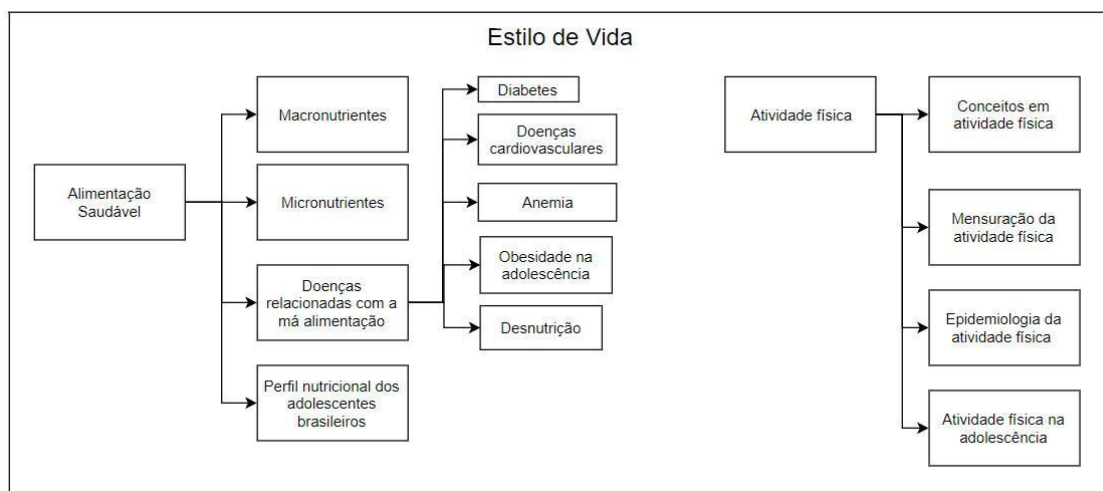 Estilo de Vida
Alimentação
Saudável
Macronutrientes
Micronutrientes
Doenças
relacionadas com a
má alimentação
Perfil nutricional dos
adolescentes
brasileiros
Diabetes
Doenças
cardiovasculares
Anemia
Obesidade na
adolescência
Desnutrição
Atividade física
Conceitos em
atividade física
Mensuração da
atividade física
Epidemiologia da
atividade física
Atividade física na
adolescência